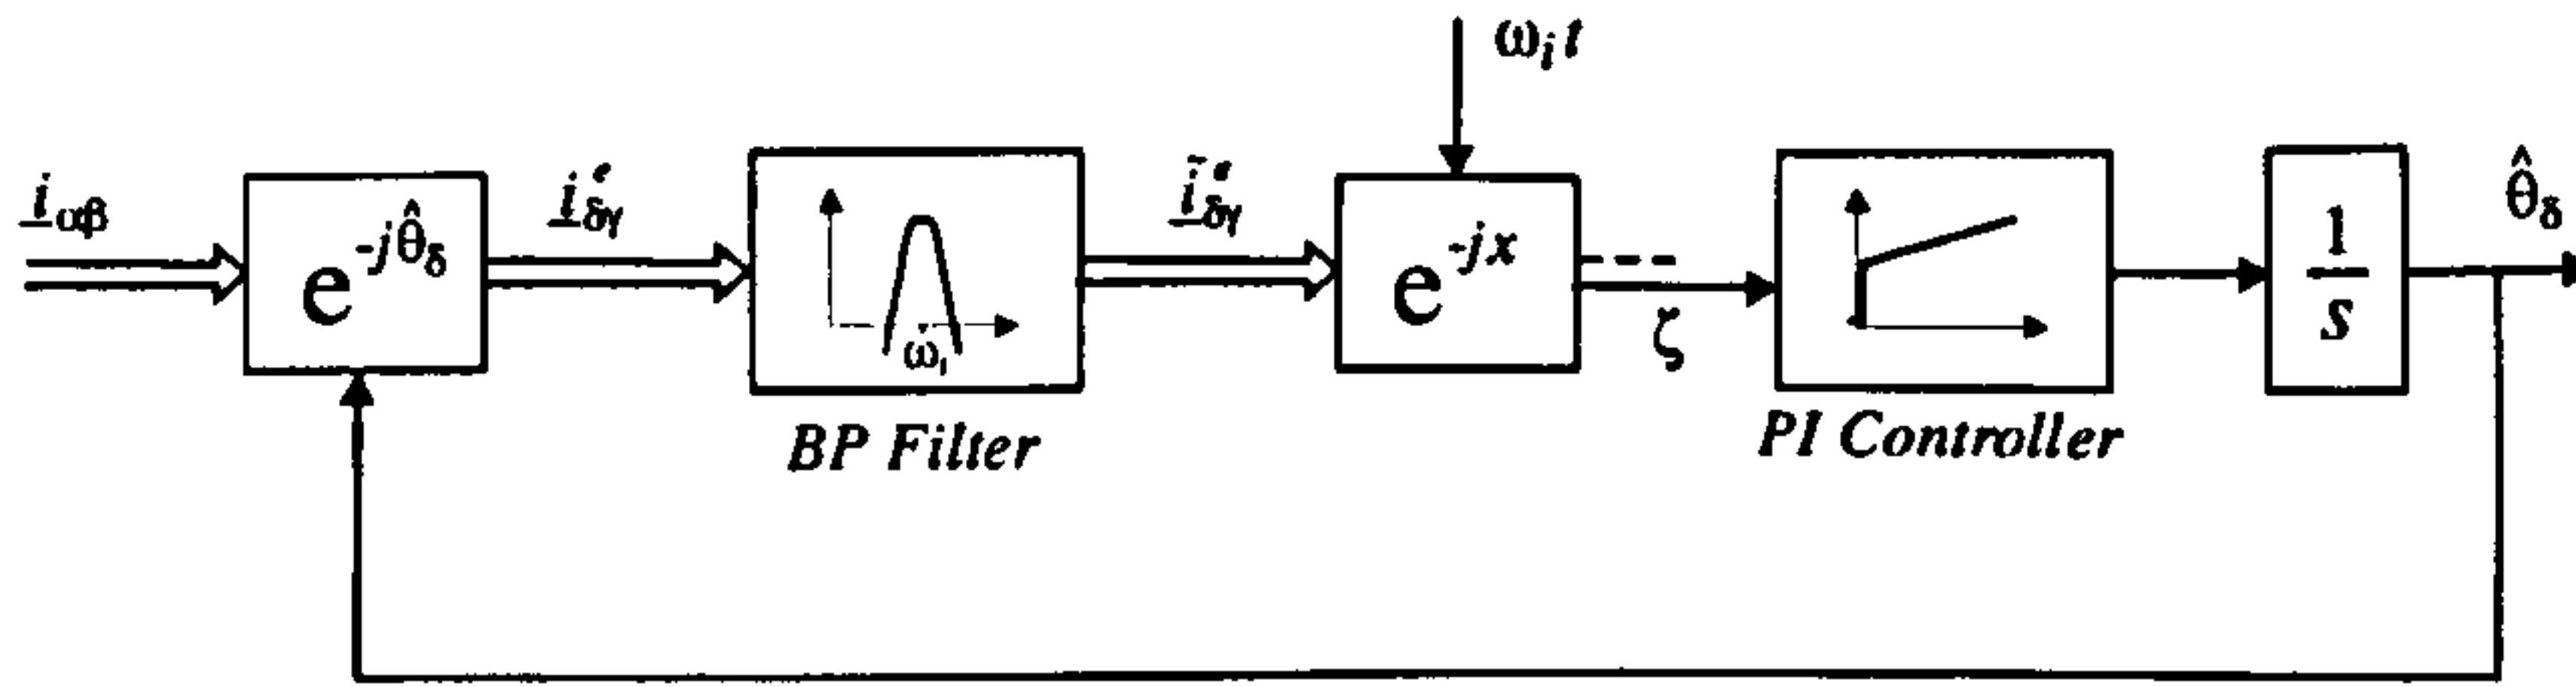 ω_i t
i_αβ
e^-jθ̂_δ
i^e_δγ
ω_i
ĩ^e_δγ
e^-jx
ζ
1/s
θ̂_δ
BP Filter
PI Controller